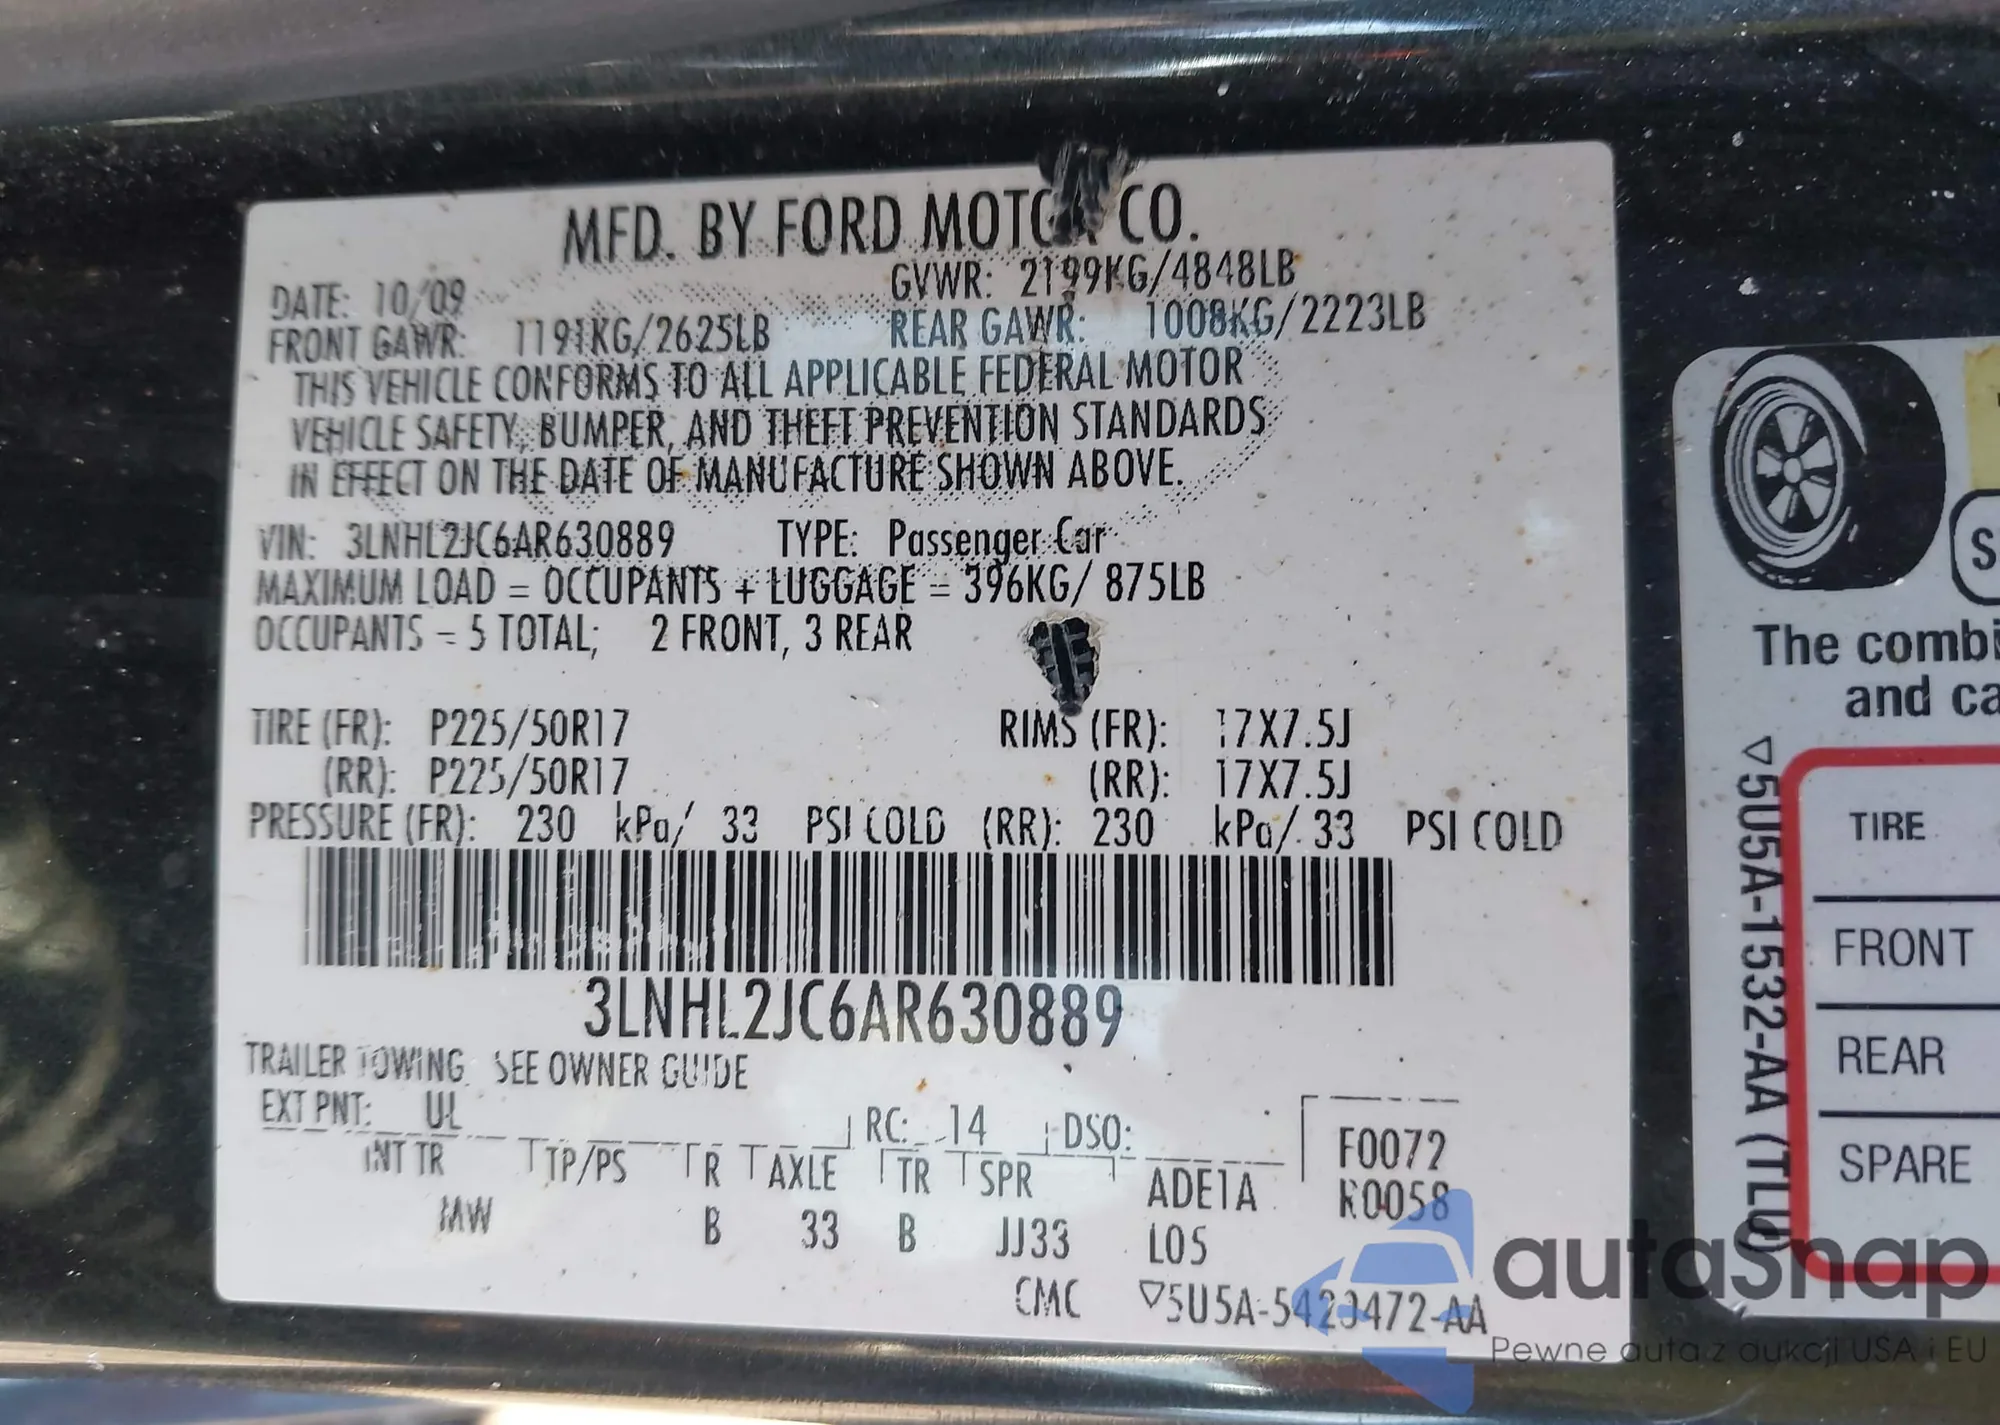 MFD. BY FORD MOTOR CO.
DATE: 10/09 GVWR: 2199KG/4848LB
FRONT GAWR: 1191KG/2625LB REAR GAWR: 1008KG/2223LB
THIS VEHICLE CONFORMS TO ALL APPLICABLE FEDERAL MOTOR
VEHICLE SAFETY, BUMPER, AND THEFT PREVENTION STANDARDS
IN EFFECT ON THE DATE OF MANUFACTURE SHOWN ABOVE.
VIN: 3LNHL2JC6AR630889 TYPE: Passenger Car
MAXIMUM LOAD = OCCUPANTS + LUGGAGE = 396KG/ 875LB
OCCUPANTS = 5 TOTAL; 2 FRONT, 3 REAR
TIRE (FR): P225/50R17 RIMS (FR): 17X7.5J
(RR): P225/50R17 (RR): 17X7.5J
PRESSURE (FR): 230 kPa/ 33 PSI COLD (RR): 230 kPa/ 33 PSI COLD
3LNHL2JC6AR630889
TRAILER TOWING SEE OWNER GUIDE
EXT PNT: UL RC: 14 DSO:
INT TR TP/PS R AXLE TR SPR ADE1A F0072
R0058
MW B 33 B JJ33 L05
CMC ▽5U5A-5420472-AA
The combi
and ca
▽5U5A-1532-AA (TLU)
TIRE
FRONT
REAR
SPARE
autaSnap
Pewne auta z aukcji USA i EU